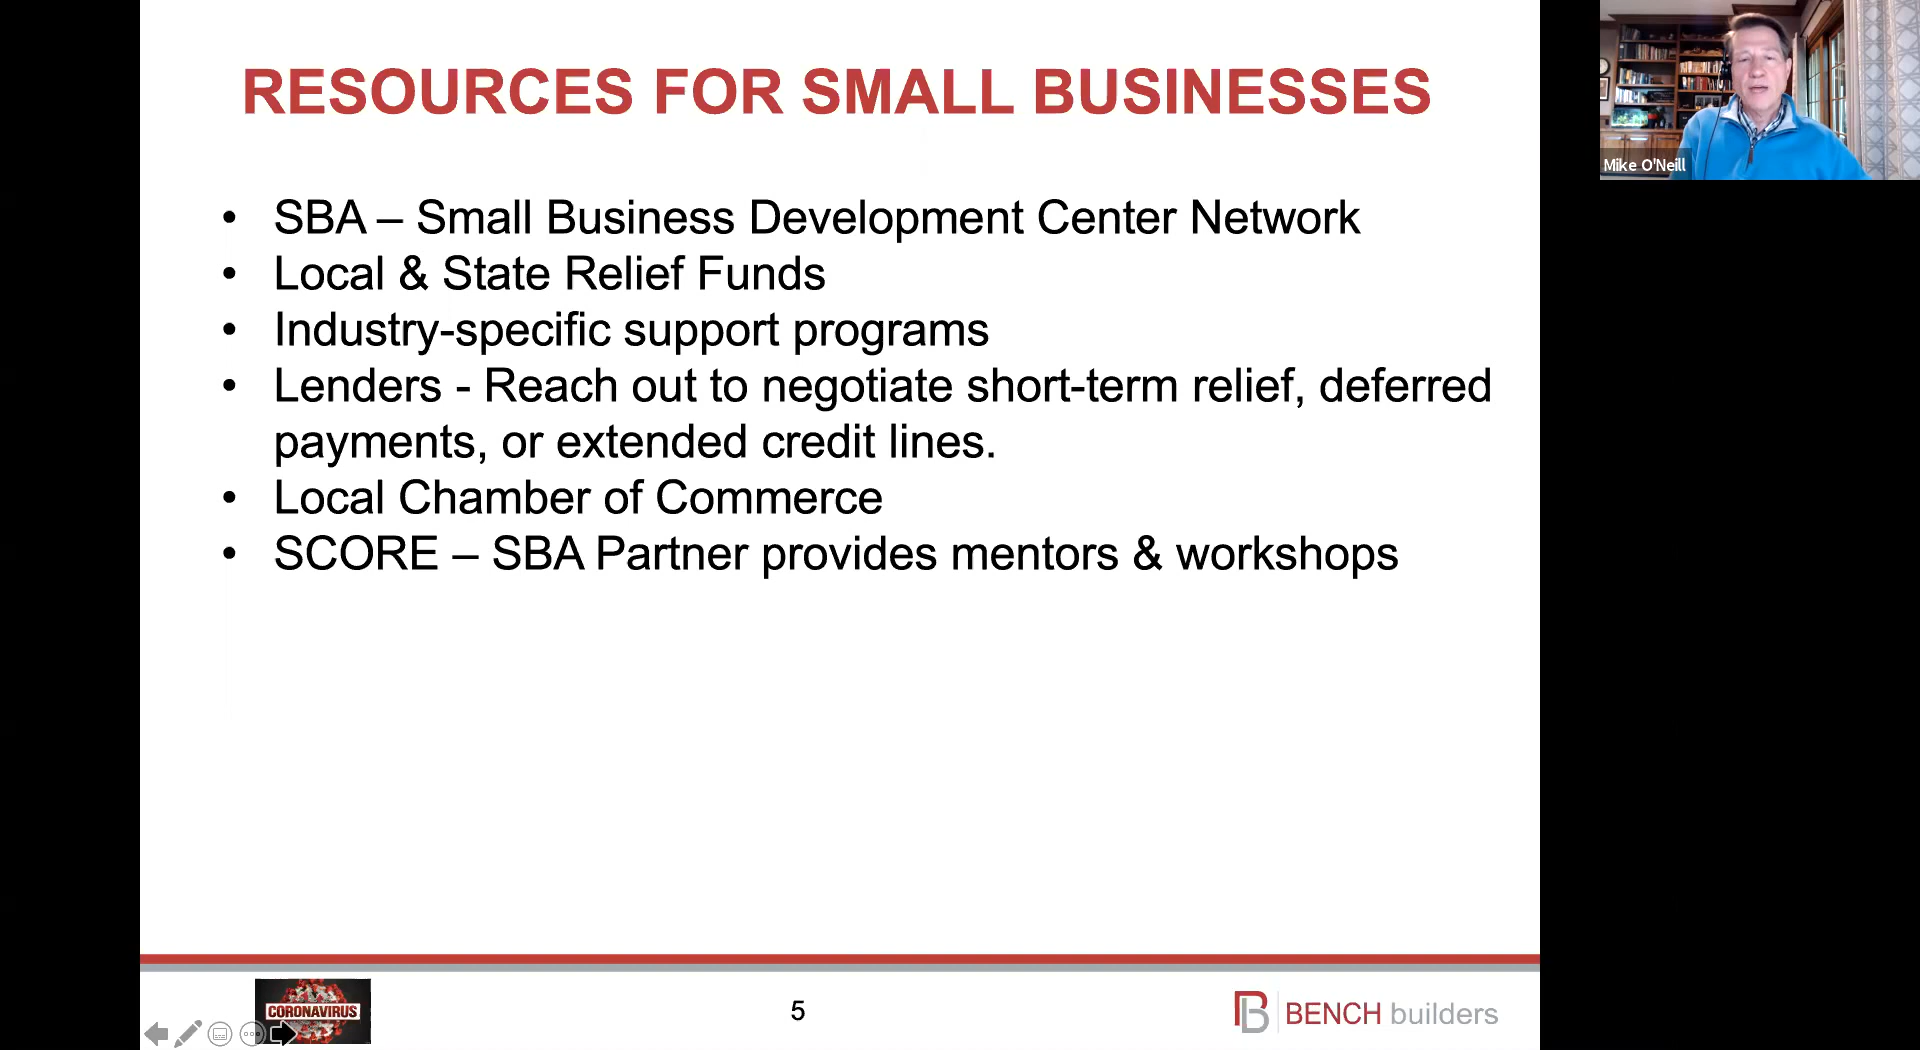 RESOURCES FOR SMALL BUSINESSES
Mike O'Neill
• SBA – Small Business Development Center Network
• Local & State Relief Funds
• Industry-specific support programs
• Lenders - Reach out to negotiate short-term relief, deferred
payments, or extended credit lines.
• Local Chamber of Commerce
• SCORE – SBA Partner provides mentors & workshops
CORONAVIRUS
5
BENCH builders